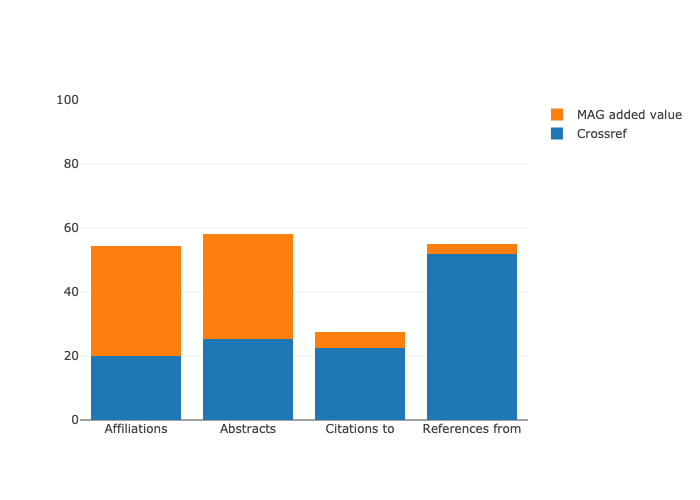 100
80
60
40
20
0
Affiliations
Abstracts
Citations to
References from
MAG added value
Crossref